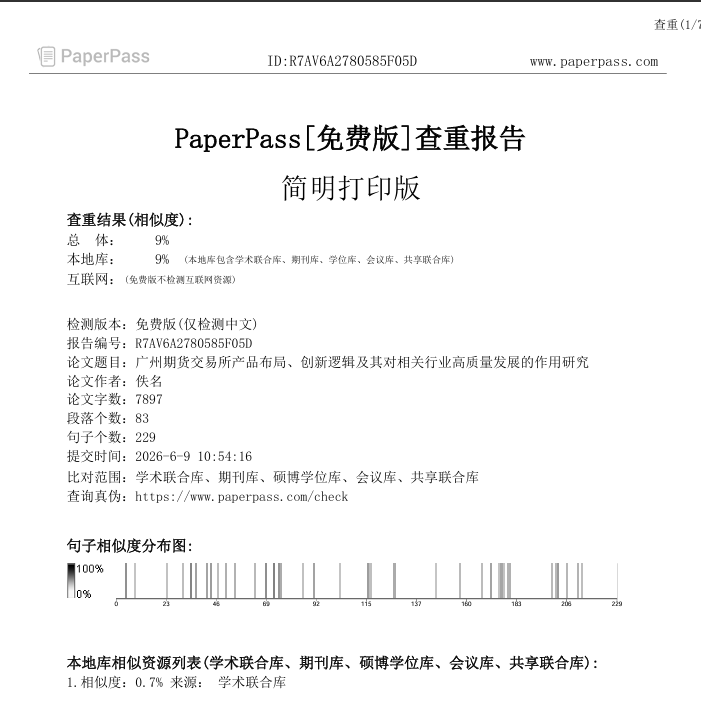 查重(1/7
PaperPass
ID:R7AV6A2780585F05D
www.paperpass.com
PaperPass[免费版]查重报告
简明打印版
查重结果(相似度):
总 体: 9%
本地库: 9% (本地库包含学术联合库、期刊库、学位库、会议库、共享联合库)
互联网: (免费版不检测互联网资源)
检测版本: 免费版(仅检测中文)
报告编号: R7AV6A2780585F05D
论文题目: 广州期货交易所产品布局、创新逻辑及其对相关行业高质量发展的作用研究
论文作者: 佚名
论文字数: 7897
段落个数: 83
句子个数: 229
提交时间: 2026-6-9 10:54:16
比对范围: 学术联合库、期刊库、硕博学位库、会议库、共享联合库
查询真伪: https://www.paperpass.com/check
句子相似度分布图:
100%
0%
0 23 46 69 92 115 137 160 183 206 229
本地库相似资源列表(学术联合库、期刊库、硕博学位库、会议库、共享联合库):
1.相似度: 0.7% 来源: 学术联合库